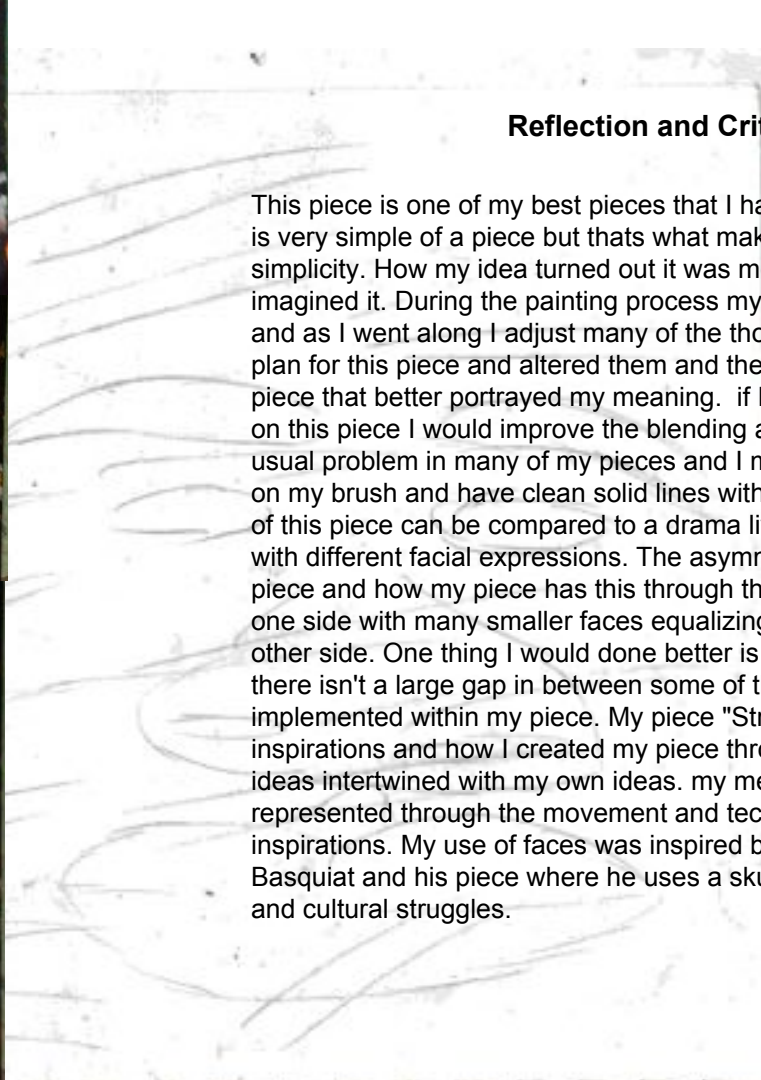 Reflection and Crit
This piece is one of my best pieces that I ha
is very simple of a piece but thats what mak
simplicity. How my idea turned out it was m
imagined it. During the painting process my
and as I went along I adjust many of the tho
plan for this piece and altered them and the
piece that better portrayed my meaning.  if I
on this piece I would improve the blending a
usual problem in many of my pieces and I n
on my brush and have clean solid lines with
of this piece can be compared to a drama li
with different facial expressions. The asymm
piece and how my piece has this through th
one side with many smaller faces equalizing
other side. One thing I would done better is
there isn't a large gap in between some of t
implemented within my piece. My piece "Str
inspirations and how I created my piece thro
ideas intertwined with my own ideas. my me
represented through the movement and tec
inspirations. My use of faces was inspired b
Basquiat and his piece where he uses a sku
and cultural struggles.